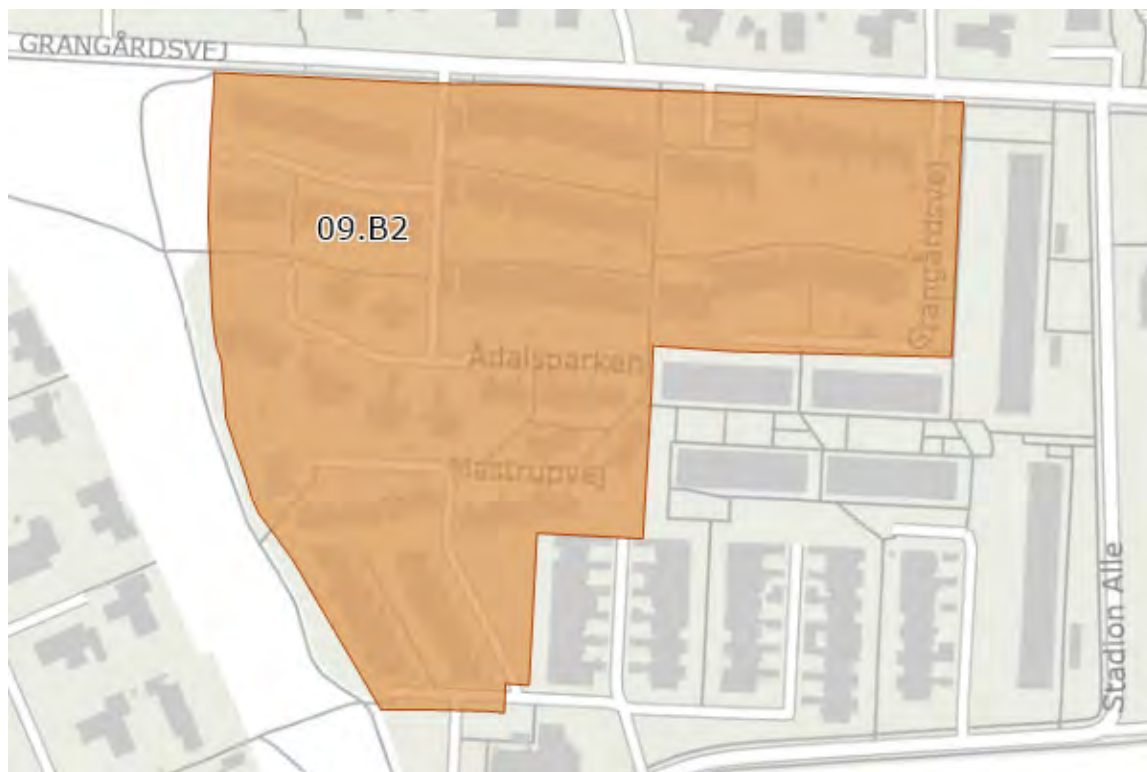 GRANGÅRDSVEJ
09.B2
Grangårdsvej
Ådalsparken
Mastrupvej
Stadion Alle